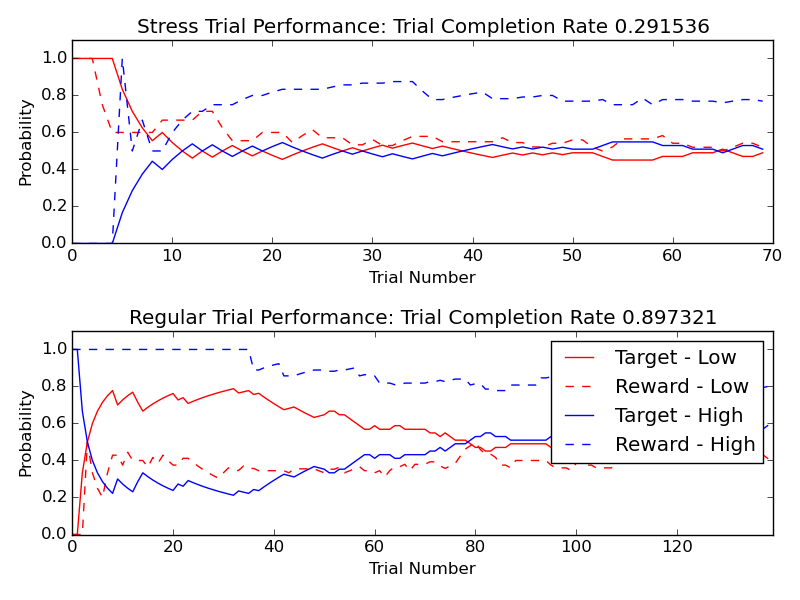 Stress Trial Performance: Trial Completion Rate 0.291536
1.0
0.8
0.6
0.4
0.2
0.0
Probability
0 10 20 30 40 50 60 70
Trial Number
Regular Trial Performance: Trial Completion Rate 0.897321
1.0
0.8
0.6
0.4
0.2
0.0
Probability
Target - Low
Reward - Low
Target - High
Reward - High
0 20 40 60 80 100 120
Trial Number